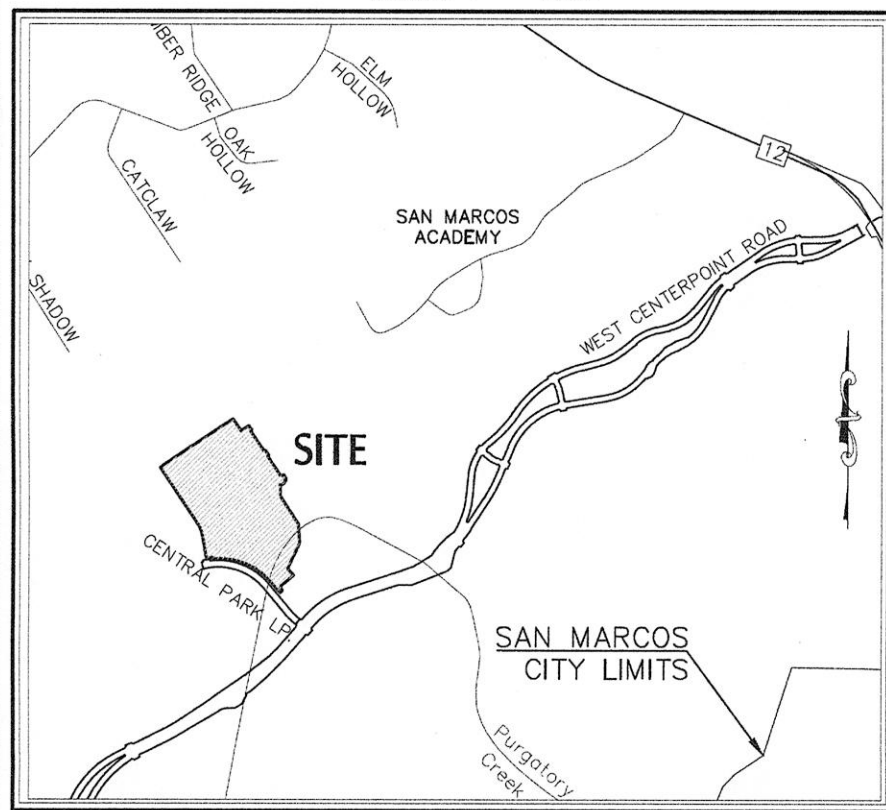 MBER RIDGE
ELM
HOLLOW
OAK
HOLLOW
CATCLAW
SHADOW
12
SAN MARCOS
ACADEMY
WEST CENTERPOINT ROAD
SITE
CENTRAL PARK LP.
SAN MARCOS
CITY LIMITS
Purgatory
Creek